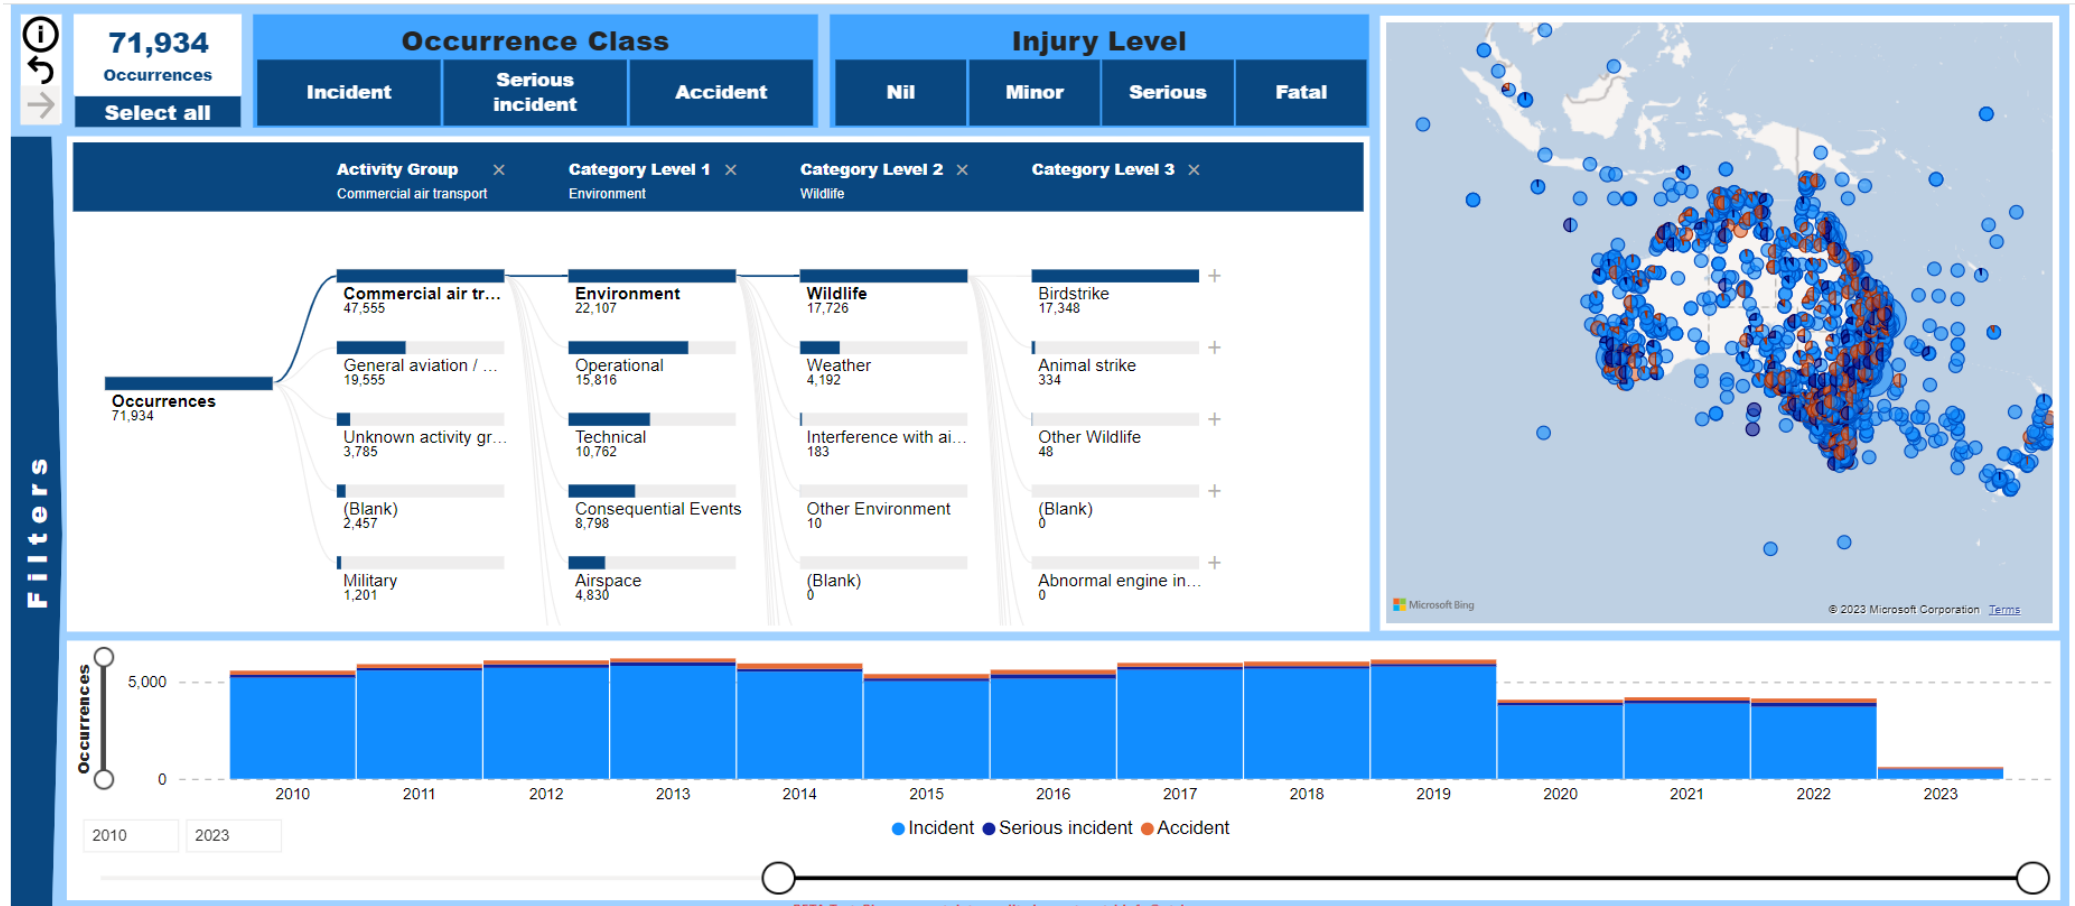 71,934
Occurrences
Select all
Occurrence Class
Incident
Serious
incident
Accident
Injury Level
Nil
Minor
Serious
Fatal
Filters
Activity Group ×
Commercial air transport
Category Level 1 ×
Environment
Category Level 2 ×
Wildlife
Category Level 3 ×
Occurrences
71,934
Commercial air tr...
47,555
General aviation / ...
19,555
Unknown activity gr...
3,785
(Blank)
2,457
Military
1,201
Environment
22,107
Operational
15,816
Technical
10,762
Consequential Events
8,798
Airspace
4,830
Wildlife
17,726
Weather
4,192
Interference with ai...
183
Other Environment
10
(Blank)
0
Birdstrike
17,348
Animal strike
334
Other Wildlife
48
(Blank)
0
Abnormal engine in...
0
Microsoft Bing
© 2023 Microsoft Corporation Terms
Occurrences
5,000
0
2010 2011 2012 2013 2014 2015 2016 2017 2018 2019 2020 2021 2022 2023
Incident Serious incident Accident
2010 2023